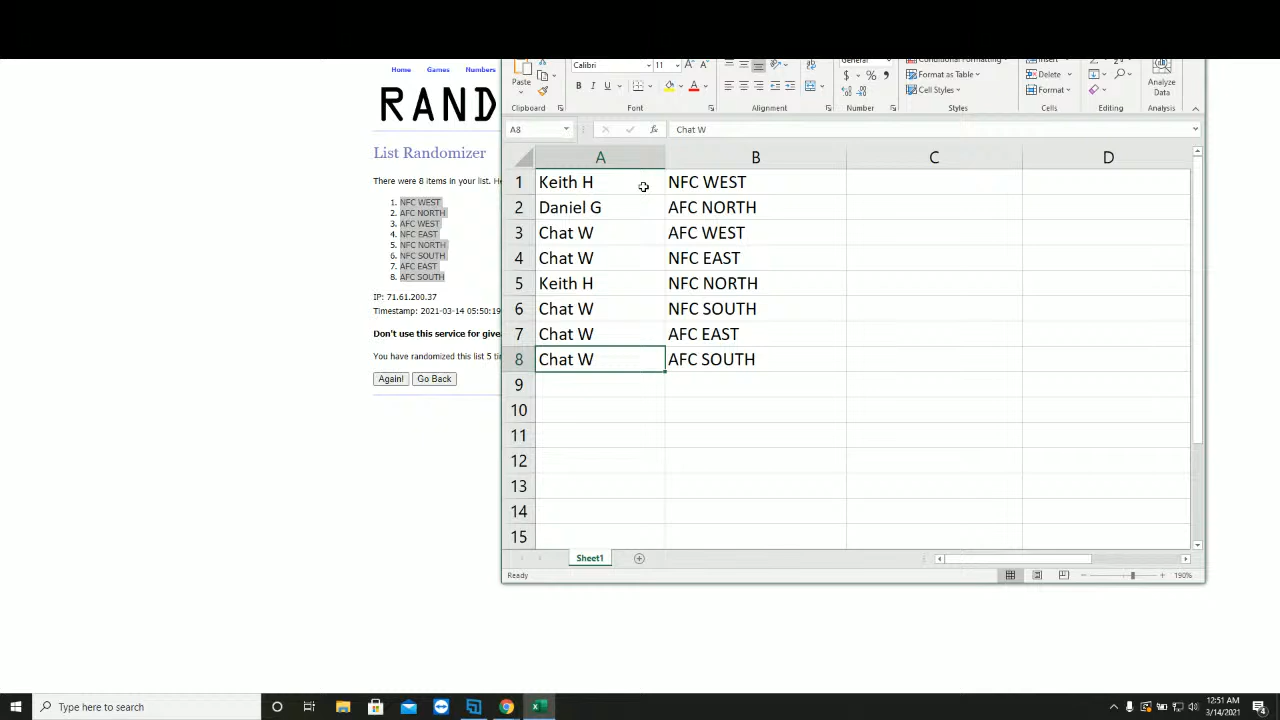 Home Games Numbers
RAND
List Randomizer
There were 8 items in your list. He
1. NFC WEST
2. AFC NORTH
3. AFC WEST
4. NFC EAST
5. NFC NORTH
6. NFC SOUTH
7. AFC EAST
8. AFC SOUTH
IP: 71.61.200.37
Timestamp: 2021-03-14 05:50:19
Don't use this service for give
You have randomized this list 5 ti
Again! Go Back
Calibri 11 General Conditional Formatting Insert
Paste B I U A $ % , Format as Table Delete
Cell Styles Format Analyze Data
Clipboard Font Alignment Number Styles Cells Editing Analysis
A8 fx Chat W
A B C D
1 Keith H NFC WEST
2 Daniel G AFC NORTH
3 Chat W AFC WEST
4 Chat W NFC EAST
5 Keith H NFC NORTH
6 Chat W NFC SOUTH
7 Chat W AFC EAST
8 Chat W AFC SOUTH
9
10
11
12
13
14
15
Sheet1
Ready 190%
Type here to search
12:51 AM
3/14/2021
4